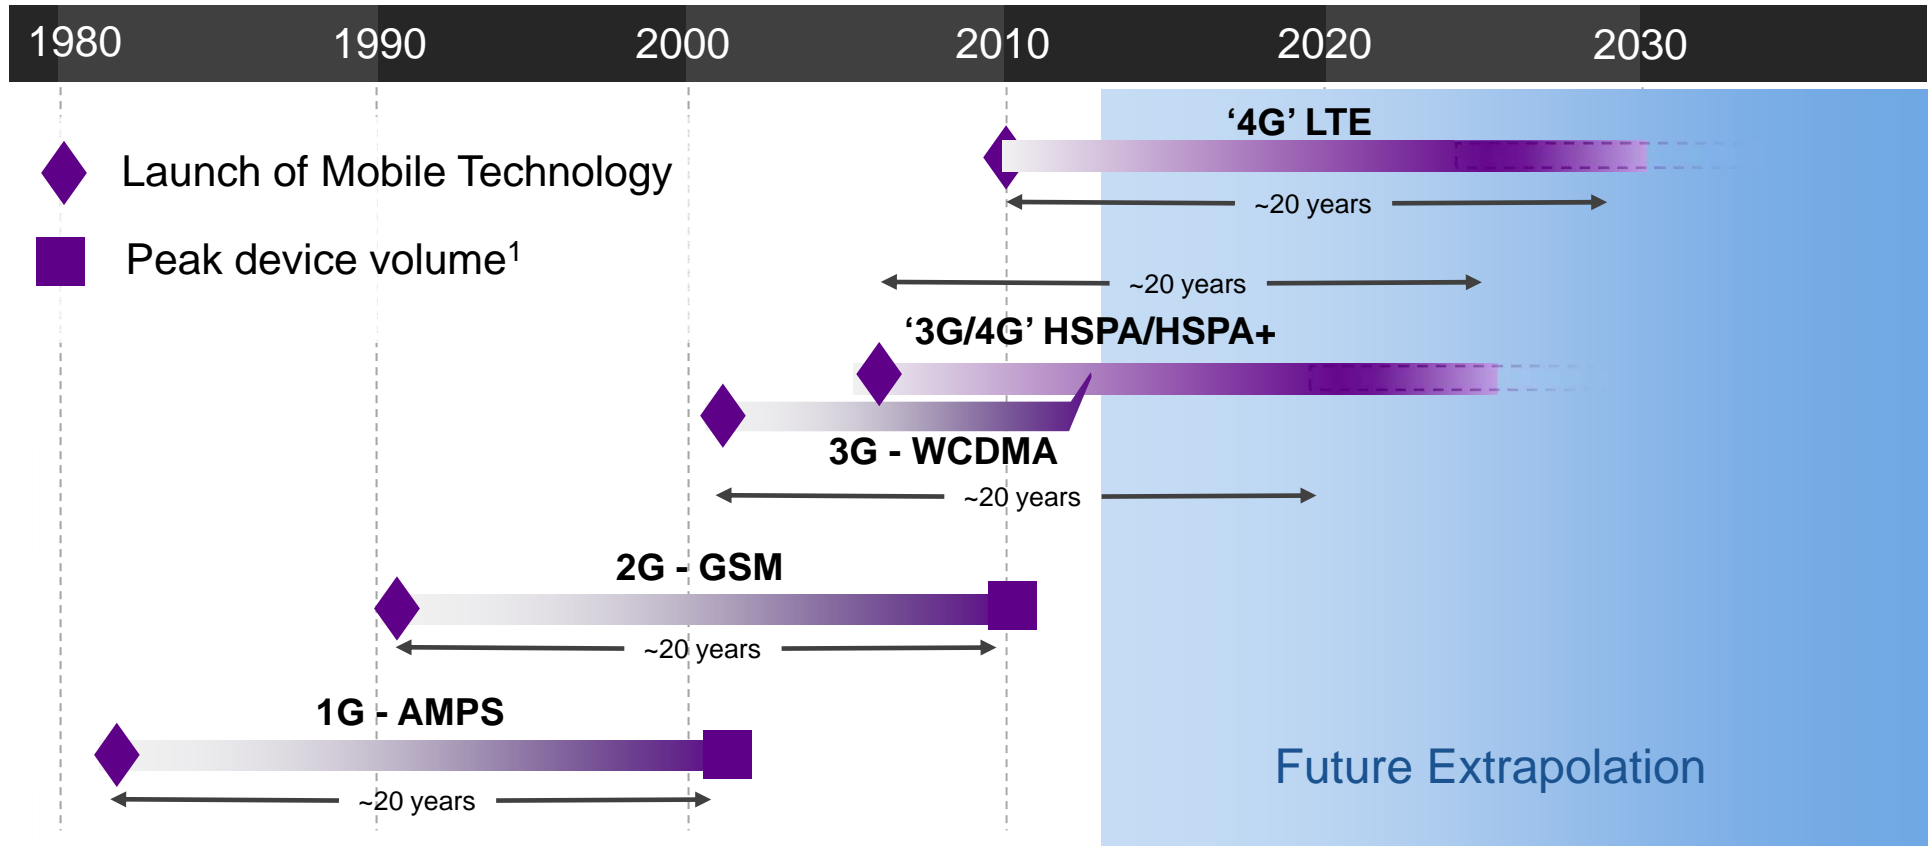 1980 1990 2000 2010 2020 2030
‘4G’ LTE
Launch of Mobile Technology
~20 years
Peak device volume¹
~20 years
‘3G/4G’ HSPA/HSPA+
3G - WCDMA
~20 years
2G - GSM
~20 years
1G - AMPS
Future Extrapolation
~20 years